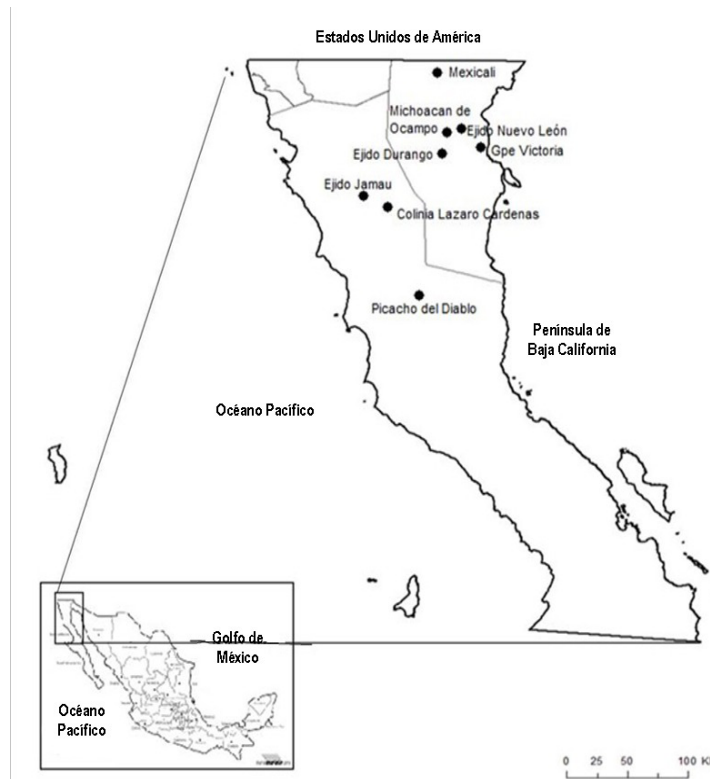 Estados Unidos de América
Mexicali
Michoacan de
Ocampo
Ejido Nuevo León
Gpe Victoria
Ejido Durango
Ejido Jamau
Colinia Lazaro Cardenas
Picacho del Diablo
Península de
Baja California
Océano Pacífico
Golfo de
México
Océano
Pacífico
0 25 50 100